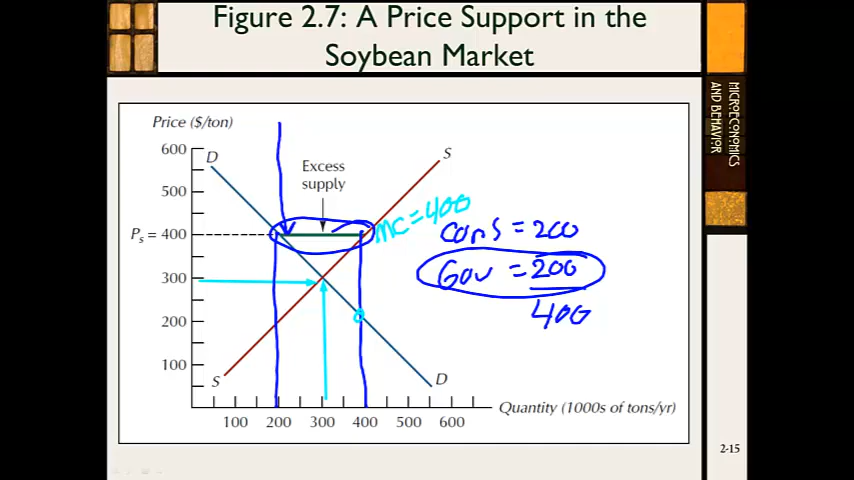 Figure 2.7: A Price Support in the
Soybean Market
MICROECONOMICS
AND BEHAVIOR
Price ($/ton)
600
500
Ps = 400
300
200
100
D
S
Excess
supply
MC=400
cons = 200
Gov = 200
400
S
D
100 200 300 400 500 600
Quantity (1000s of tons/yr)
2-15